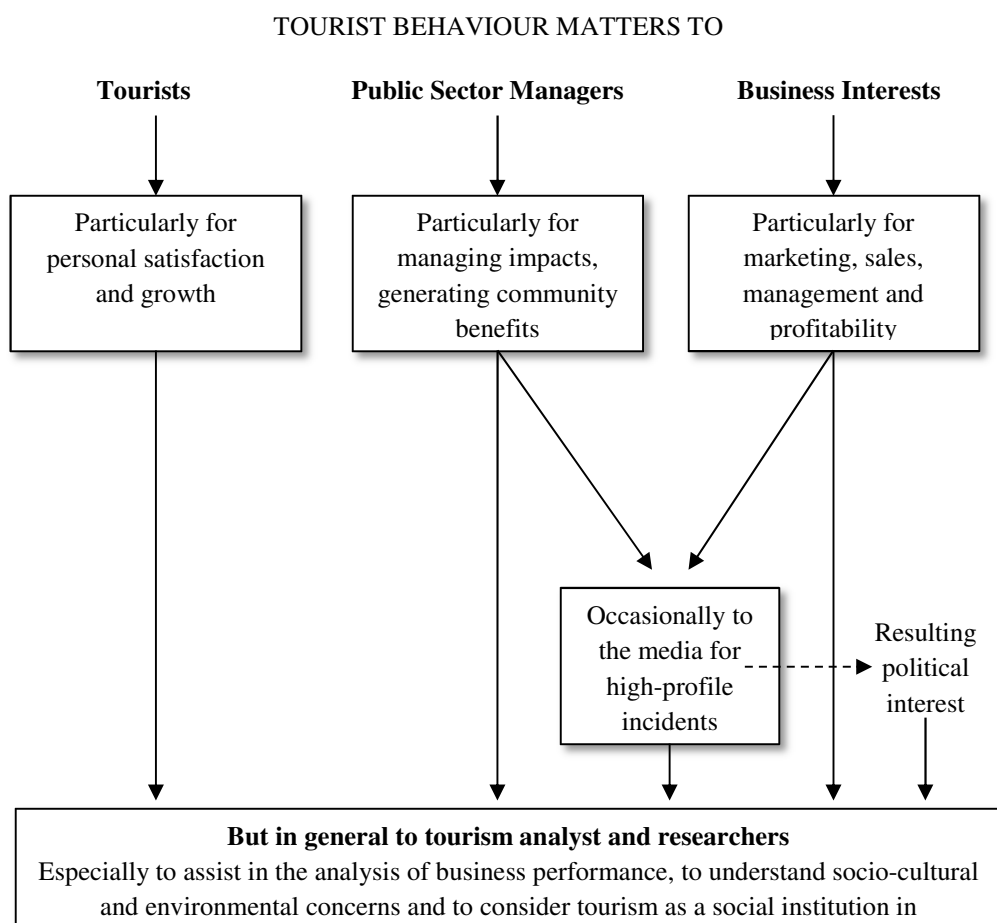 TOURIST BEHAVIOUR MATTERS TO
Tourists
Public Sector Managers
Business Interests
Particularly for
personal satisfaction
and growth
Particularly for
managing impacts,
generating community
benefits
Particularly for
marketing, sales,
management and
profitability
Occasionally to
the media for
high-profile
incidents
Resulting
political
interest
But in general to tourism analyst and researchers
Especially to assist in the analysis of business performance, to understand socio-cultural
and environmental concerns and to consider tourism as a social institution in